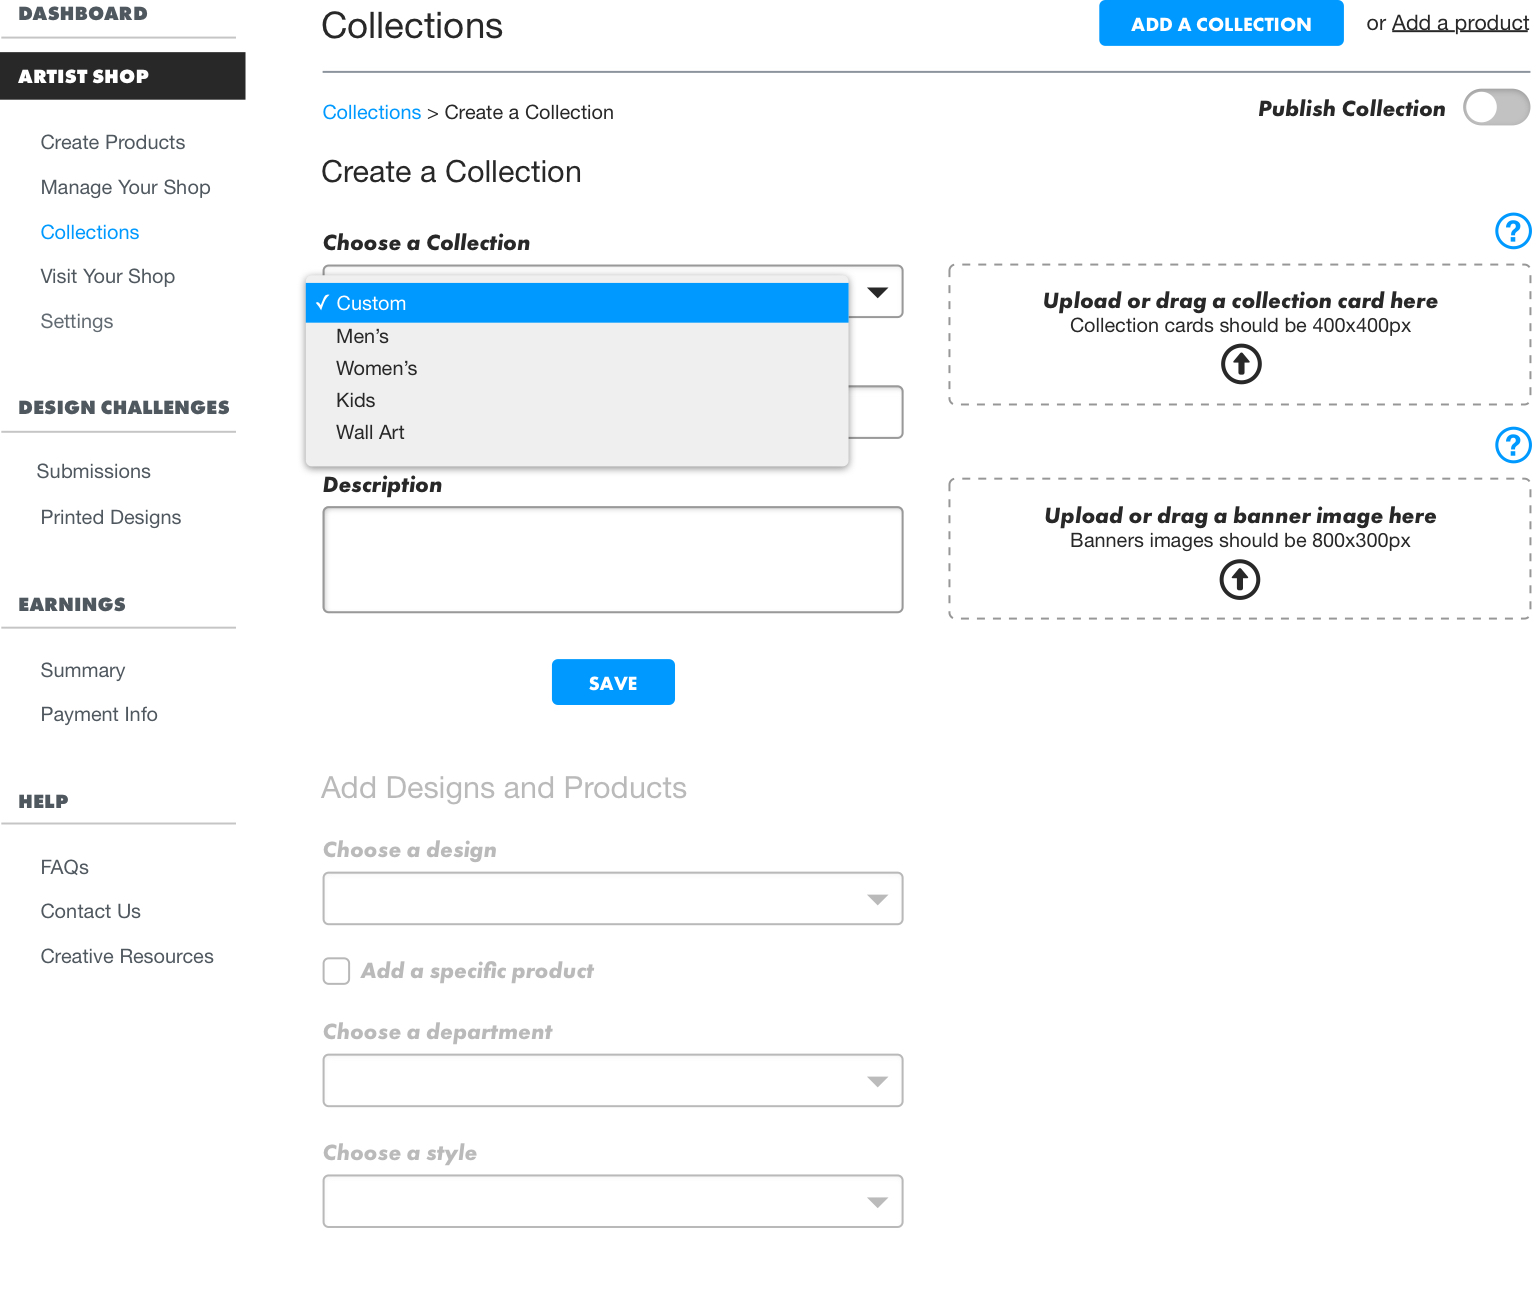 DASHBOARD
ARTIST SHOP
Create Products
Manage Your Shop
Collections
Visit Your Shop
Settings
DESIGN CHALLENGES
Submissions
Printed Designs
EARNINGS
Summary
Payment Info
HELP
FAQs
Contact Us
Creative Resources
Collections
ADD A COLLECTION
or Add a product
Collections > Create a Collection
Publish Collection
Create a Collection
Choose a Collection
✓ Custom
Men’s
Women’s
Kids
Wall Art
Description
SAVE
?
Upload or drag a collection card here
Collection cards should be 400x400px
?
Upload or drag a banner image here
Banners images should be 800x300px
Add Designs and Products
Choose a design
Add a specific product
Choose a department
Choose a style